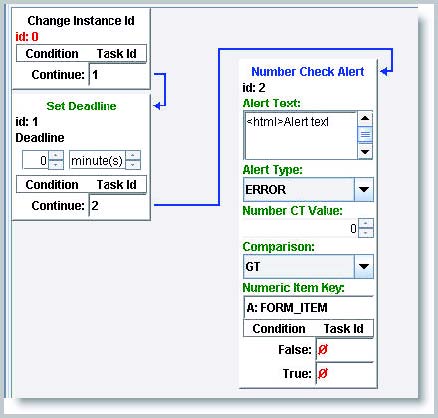 Change Instance Id
id: 0
Condition Task Id
Continue: 1
Set Deadline
id: 1
Deadline
0 minute(s)
Condition Task Id
Continue: 2
Number Check Alert
id: 2
Alert Text:
<html>Alert text
Alert Type:
ERROR
Number CT Value:
0
Comparison:
GT
Numeric Item Key:
A: FORM_ITEM
Condition Task Id
False: Ø
True: Ø